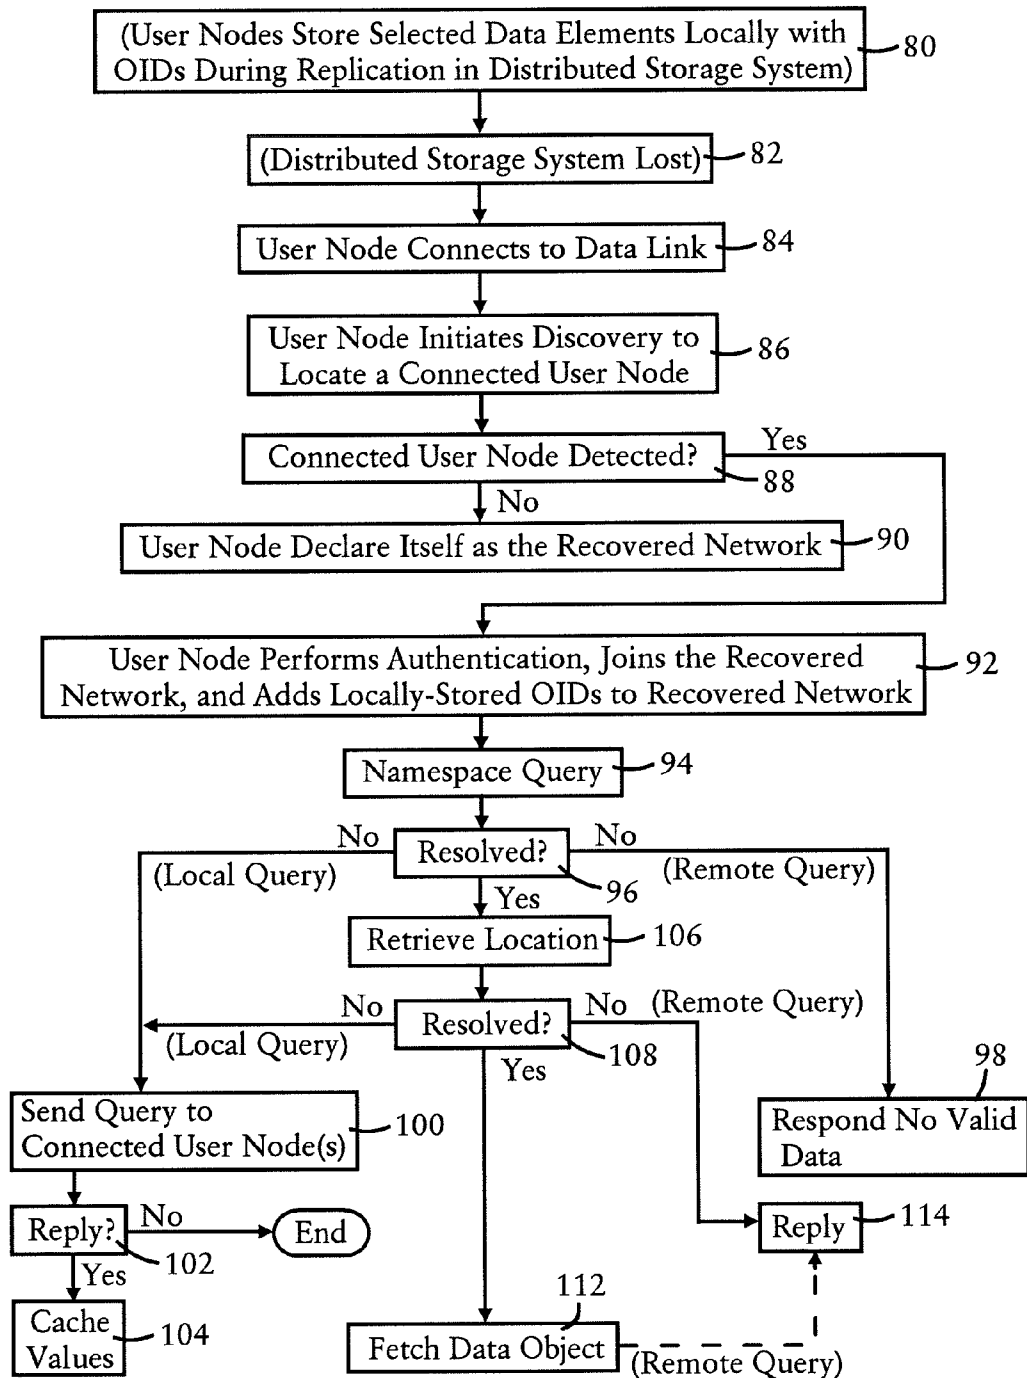 (User Nodes Store Selected Data Elements Locally with
OIDs During Replication in Distributed Storage System)
80
(Distributed Storage System Lost)
82
User Node Connects to Data Link
84
User Node Initiates Discovery to
Locate a Connected User Node
86
Connected User Node Detected?
88
Yes
No
User Node Declare Itself as the Recovered Network
90
User Node Performs Authentication, Joins the Recovered
Network, and Adds Locally-Stored OIDs to Recovered Network
92
Namespace Query
94
No
Resolved?
No
(Local Query)
96
(Remote Query)
Yes
Retrieve Location
106
No
Resolved?
No
(Remote Query)
(Local Query)
108
Yes
98
Send Query to
Connected User Node(s)
100
Respond No Valid
Data
Reply?
No
End
102
Reply
114
Yes
Cache
Values
104
112
Fetch Data Object
(Remote Query)